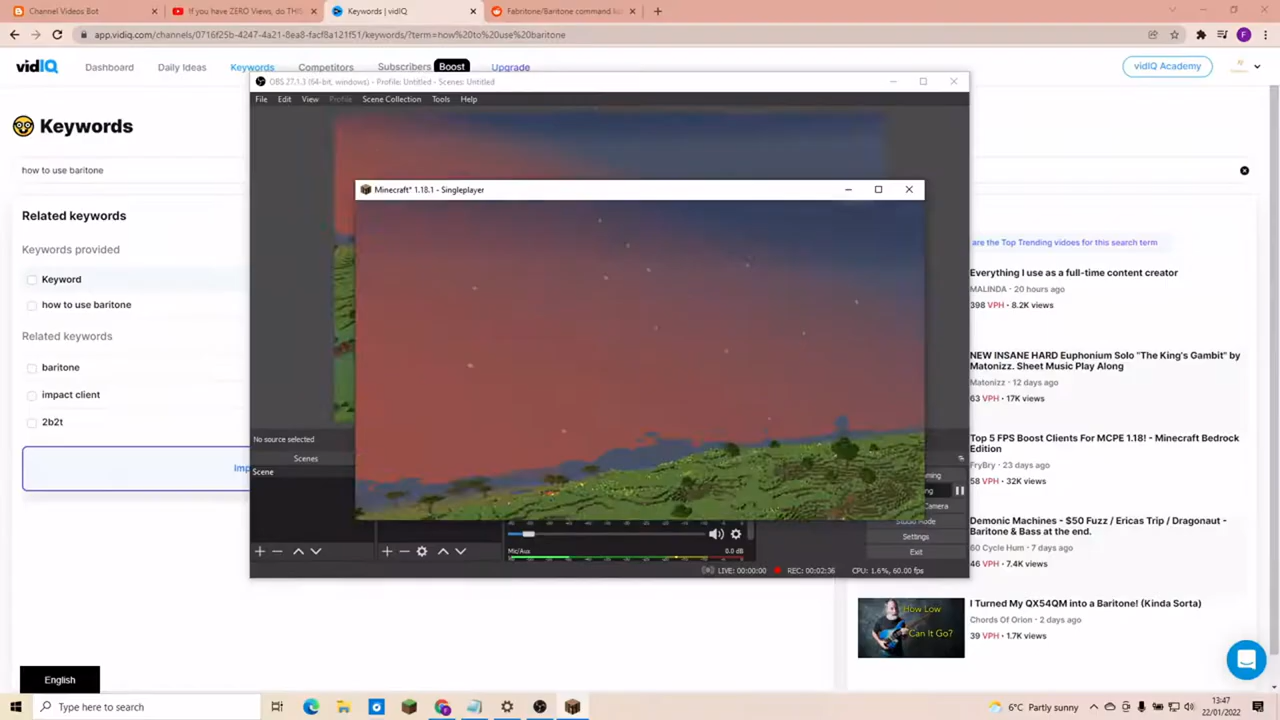 Channel Videos Bot
If you have ZERO Views, do THIS
Keywords | vidIQ
Fabritone/Baritone command lis
app.vidiq.com/channels/0716f25b-4247-4a21-8ea8-facf8a121f51/keywords/?term=how%20to%20use%20baritone
F
vidIQ
Dashboard
Daily Ideas
Keywords
Competitors
Subscribers
Boost
Upgrade
vidIQ Academy
OBS 27.1.3 (64-bit, windows) - Profile: Untitled - Scenes: Untitled
File
Edit
View
Profile
Scene Collection
Tools
Help
Keywords
how to use baritone
Minecraft* 1.18.1 - Singleplayer
Related keywords
Keywords provided
Keyword
how to use baritone
Related keywords
baritone
impact client
2b2t
Imp
are the Top Trending vidoes for this search term
Everything I use as a full-time content creator
MALINDA • 20 hours ago
398 VPH • 8.2K views
NEW INSANE HARD Euphonium Solo "The King's Gambit" by
Matonizz. Sheet Music Play Along
Matonizz • 12 days ago
63 VPH • 17K views
Top 5 FPS Boost Clients For MCPE 1.18! - Minecraft Bedrock
Edition
FryBry • 23 days ago
58 VPH • 32K views
Demonic Machines - $50 Fuzz / Ericas Trip / Dragonaut -
Baritone & Bass at the end.
60 Cycle Hum • 7 days ago
46 VPH • 7.4K views
I Turned My QX54QM into a Baritone! (Kinda Sorta)
Chords Of Orion • 2 days ago
39 VPH • 1.7K views
How Low
Can It Go?
No source selected
Scenes
Scene
ming
ng
Camera
Studio Mode
Settings
Exit
Mic/Aux
0.0 dB
LIVE: 00:00:00
REC: 00:02:36
CPU: 1.6%, 60.00 fps
English
Type here to search
6°C Partly sunny
13:47
22/01/2022